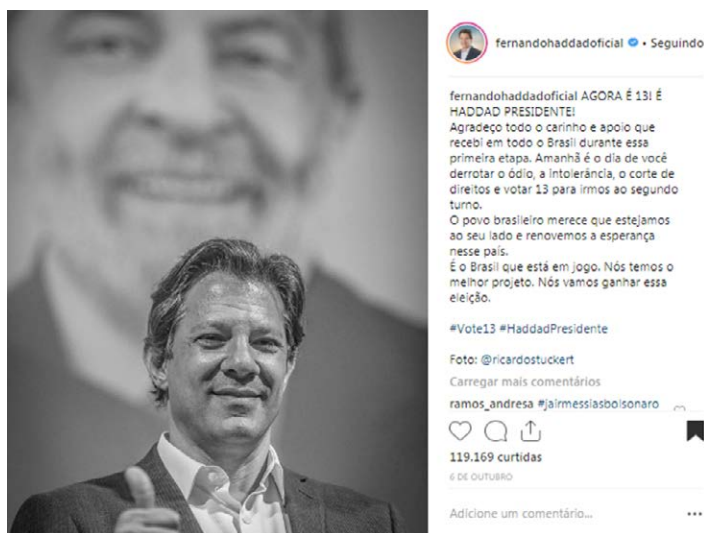 fernandohaddadoficial • Seguindo
fernandohaddadoficial AGORA É 13! É
HADDAD PRESIDENTE!
Agradeço todo o carinho e apoio que
recebi em todo o Brasil durante essa
primeira etapa. Amanhã é o dia de você
derrotar o ódio, a intolerância, o corte de
direitos e votar 13 para irmos ao segundo
turno.
O povo brasileiro merece que estejamos
ao seu lado e renovemos a esperança
nesse país.
É o Brasil que está em jogo. Nós temos o
melhor projeto. Nós vamos ganhar essa
eleição.
#Vote13 #HaddadPresidente
Foto: @ricardostuckert
Carregar mais comentários
ramos_andresa #jairmessiasbolsonaro
119.169 curtidas
6 DE OUTUBRO
Adicione um comentário...